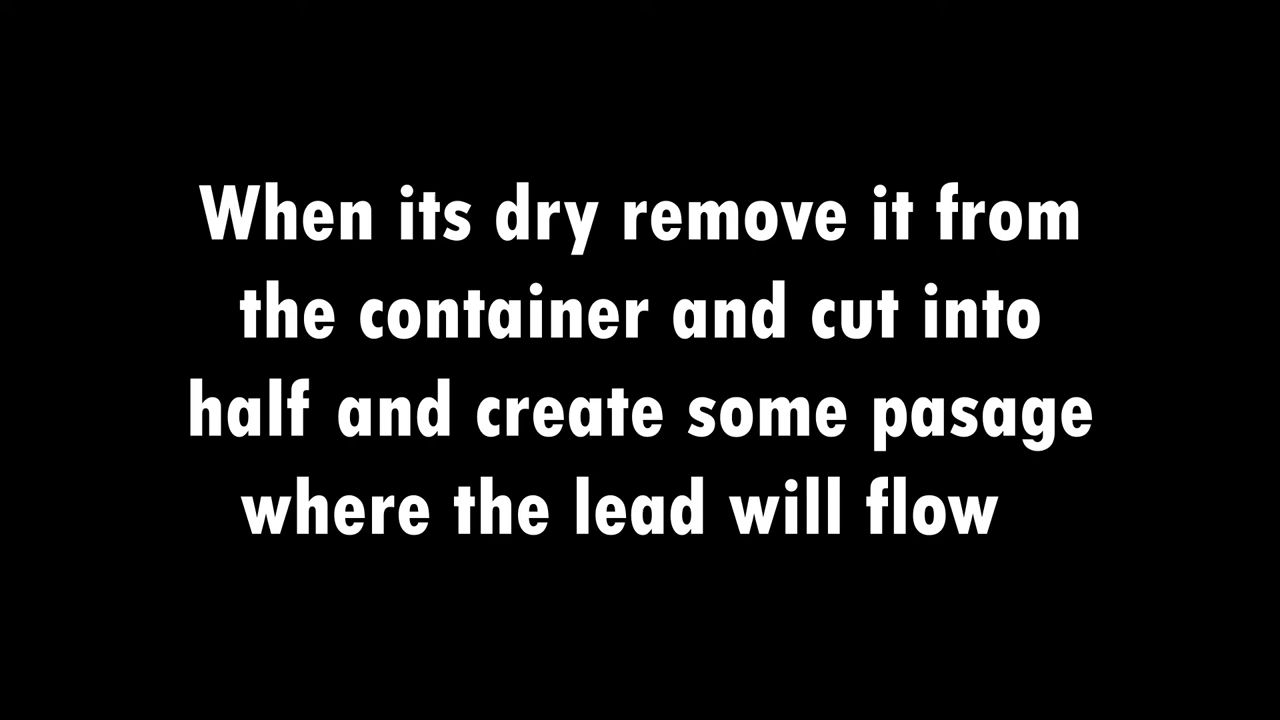 When its dry remove it from
the container and cut into
half and create some pasage
where the lead will flow